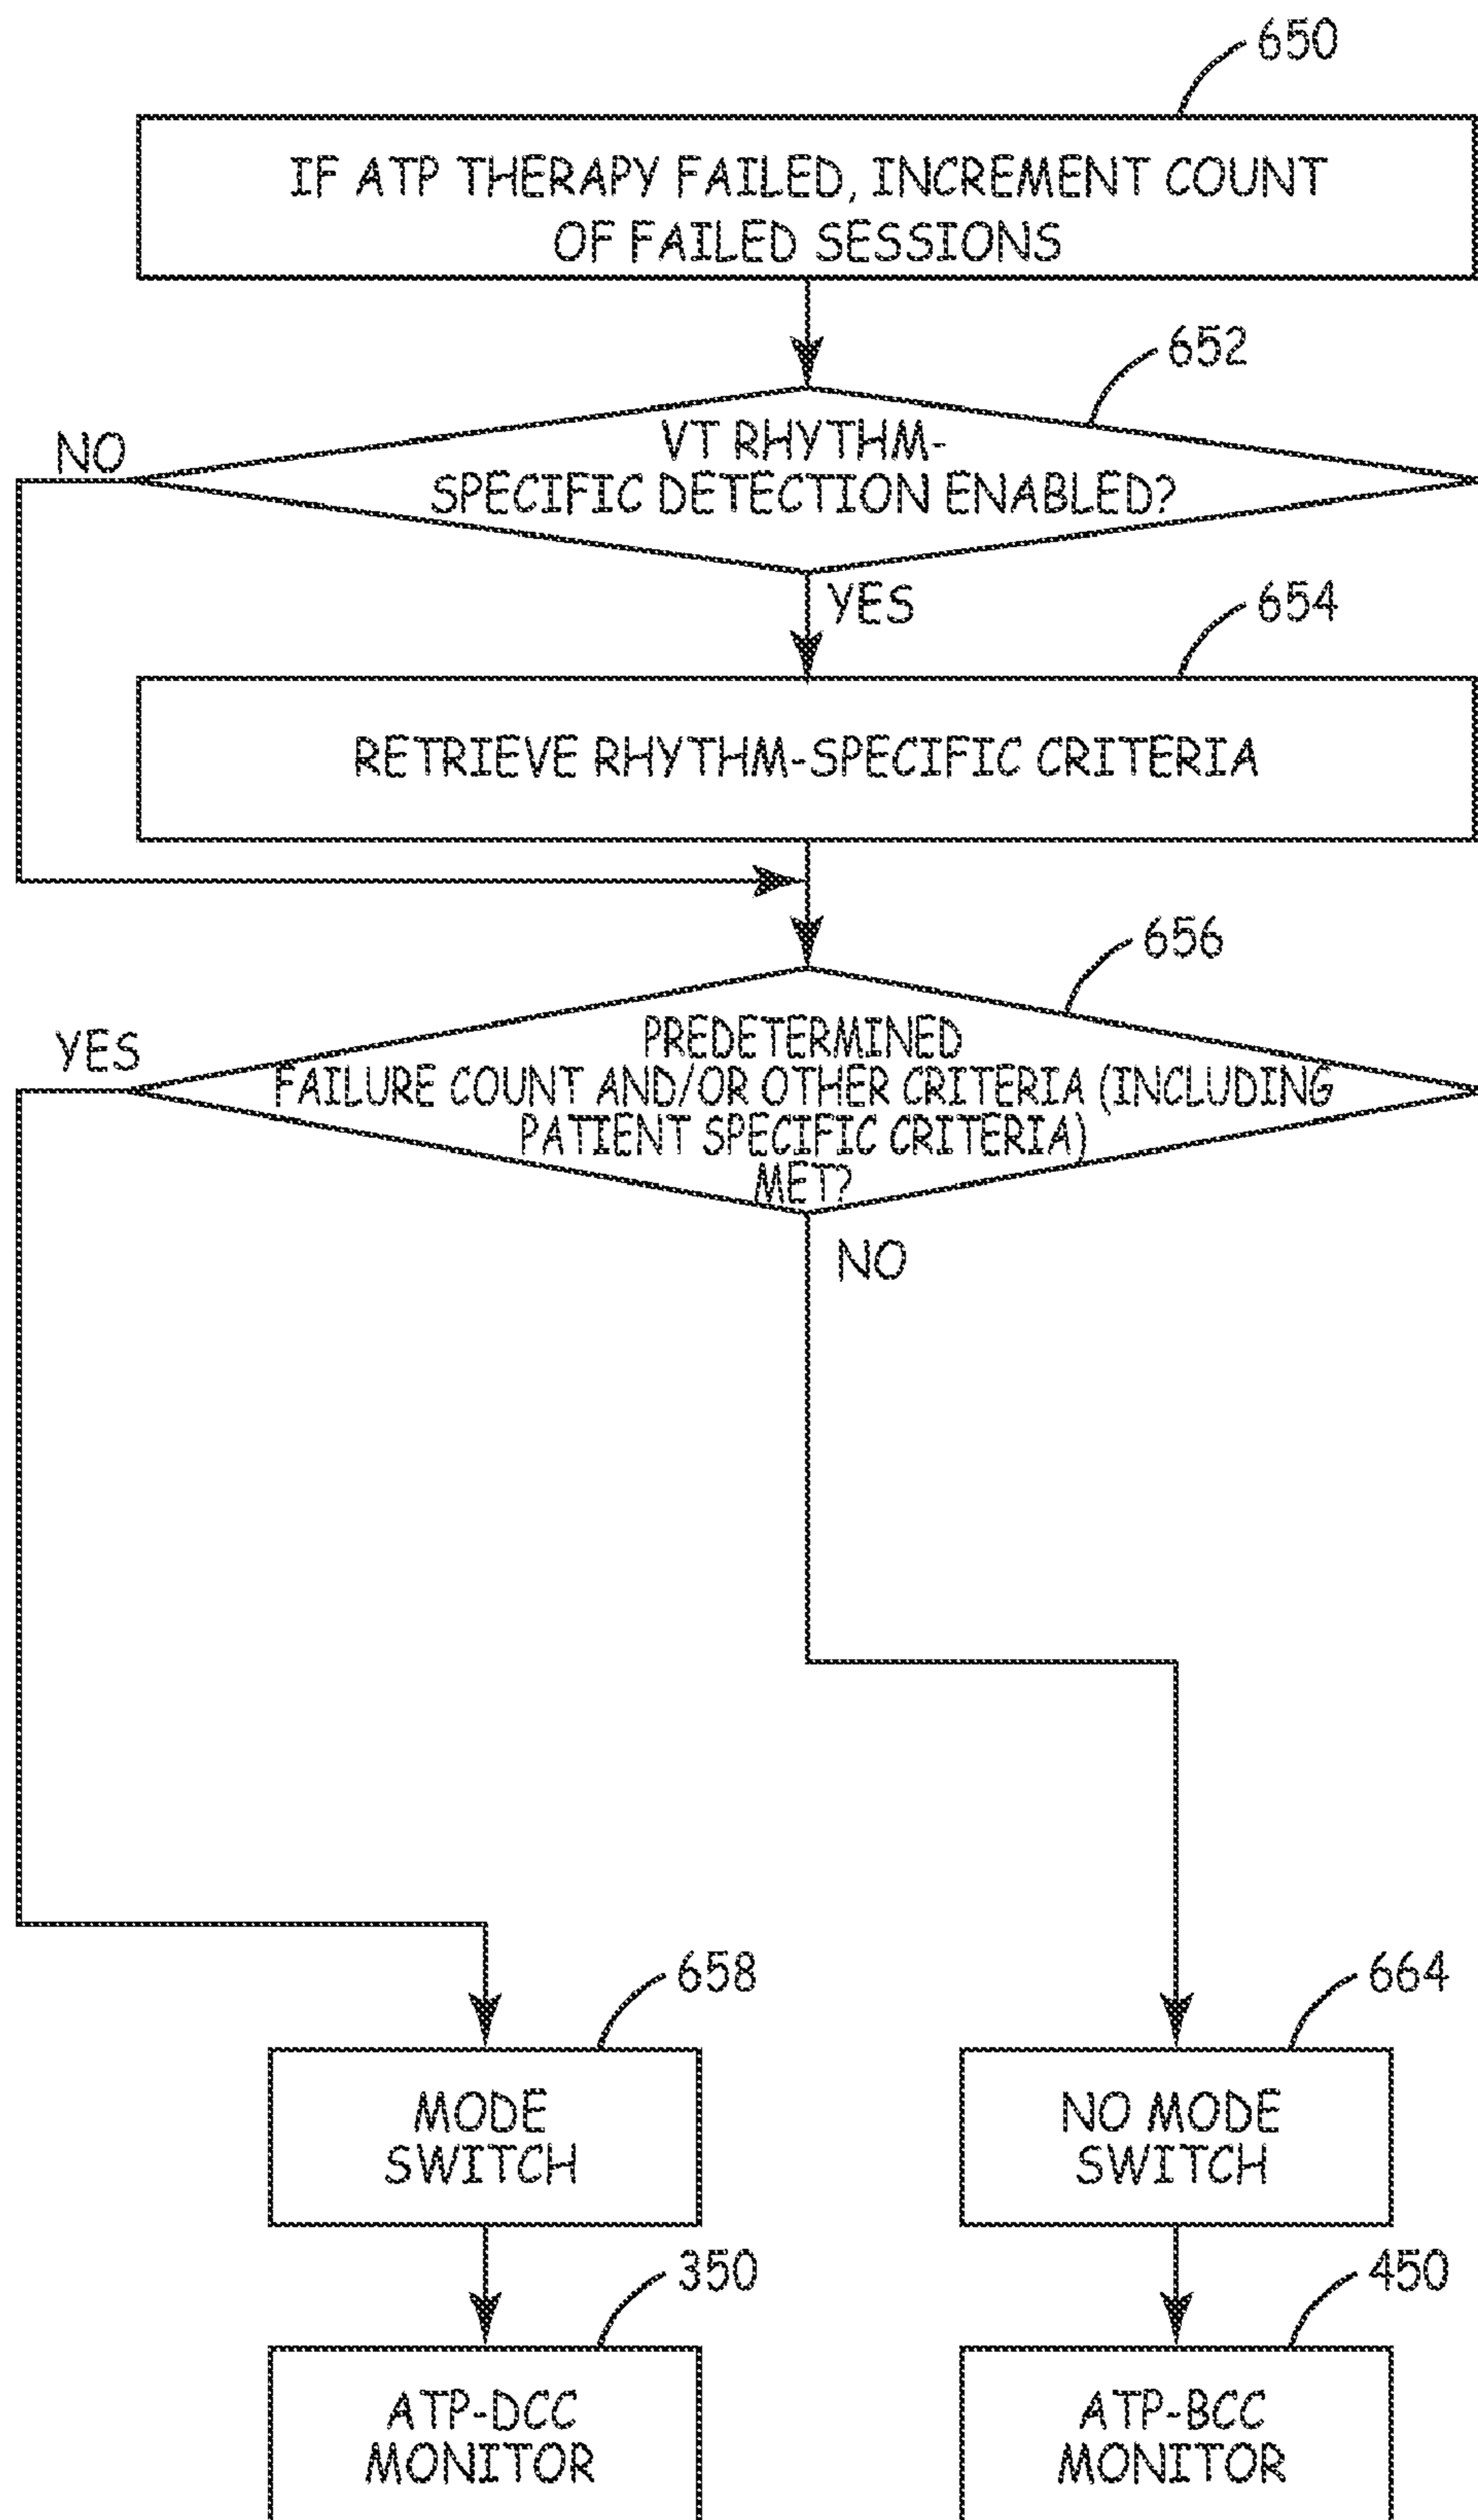 650
IF ATP THERAPY FAILED, INCREMENT COUNT
OF FAILED SESSIONS
652
NO
VT RHYTHM-
SPECIFIC DETECTION ENABLED?
YES
654
RETRIEVE RHYTHM-SPECIFIC CRITERIA
656
YES
PREDETERMINED
FAILURE COUNT AND/OR OTHER CRITERIA (INCLUDING
PATIENT SPECIFIC CRITERIA)
MET?
NO
658
664
MODE
SWITCH
NO MODE
SWITCH
350
450
ATP-DCC
MONITOR
ATP-BCC
MONITOR